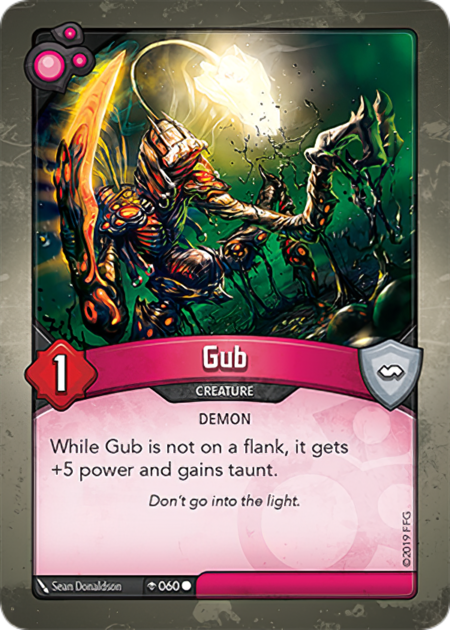 Gub
1
CREATURE
DEMON
While Gub is not on a flank, it gets
+5 power and gains taunt.
Don't go into the light.
©2019 FFG
Sean Donaldson
060